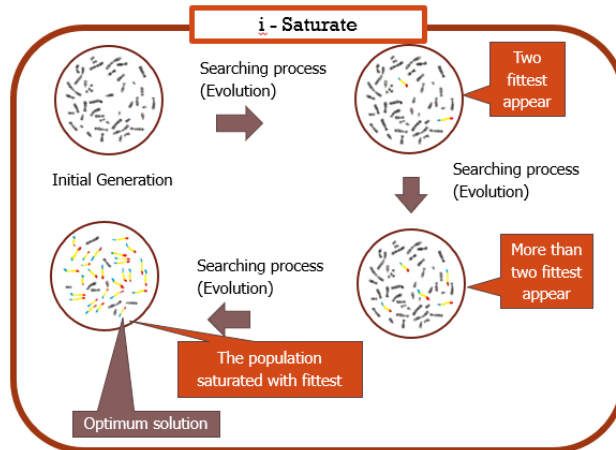 i - Saturate
Searching process
(Evolution)
Two
fittest
appear
Initial Generation
Searching process
(Evolution)
More than
two fittest
appear
Searching process
(Evolution)
The population
saturated with fittest
Optimum solution